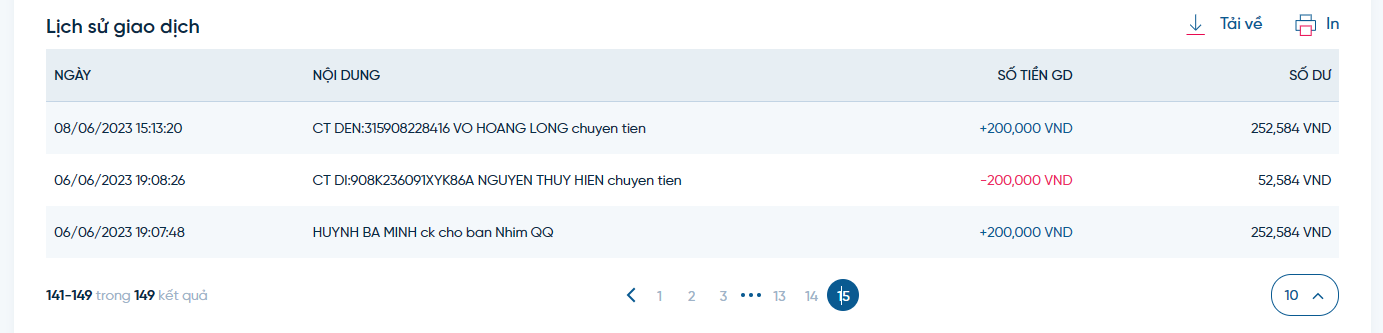 Lịch sử giao dịch Tải về In
NGÀY NỘI DUNG SỐ TIỀN GD SỐ DƯ
08/06/2023 15:13:20 CT DEN:315908228416 VO HOANG LONG chuyen tien +200,000 VND 252,584 VND
06/06/2023 19:08:26 CT DI:908K236091XYK86A NGUYEN THUY HIEN chuyen tien -200,000 VND 52,584 VND
06/06/2023 19:07:48 HUYNH BA MINH ck cho ban Nhim QQ +200,000 VND 252,584 VND
141-149 trong 149 kết quả 1 2 3 ••• 13 14 15 10